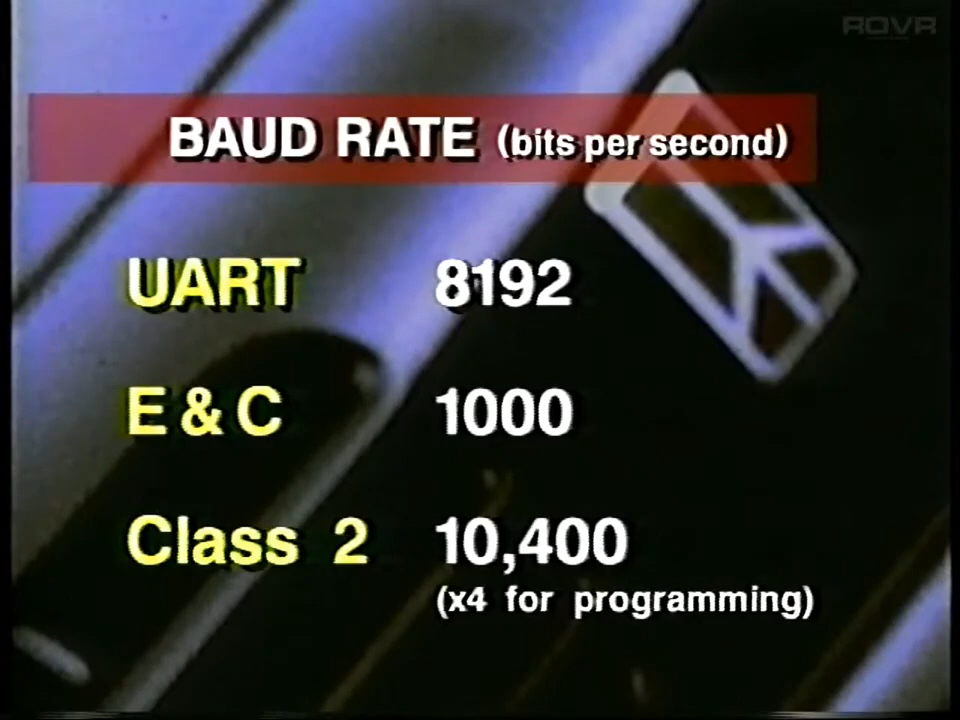 ROVR
BAUD RATE (bits per second)
UART 8192
E & C 1000
Class 2 10,400
(x4 for programming)